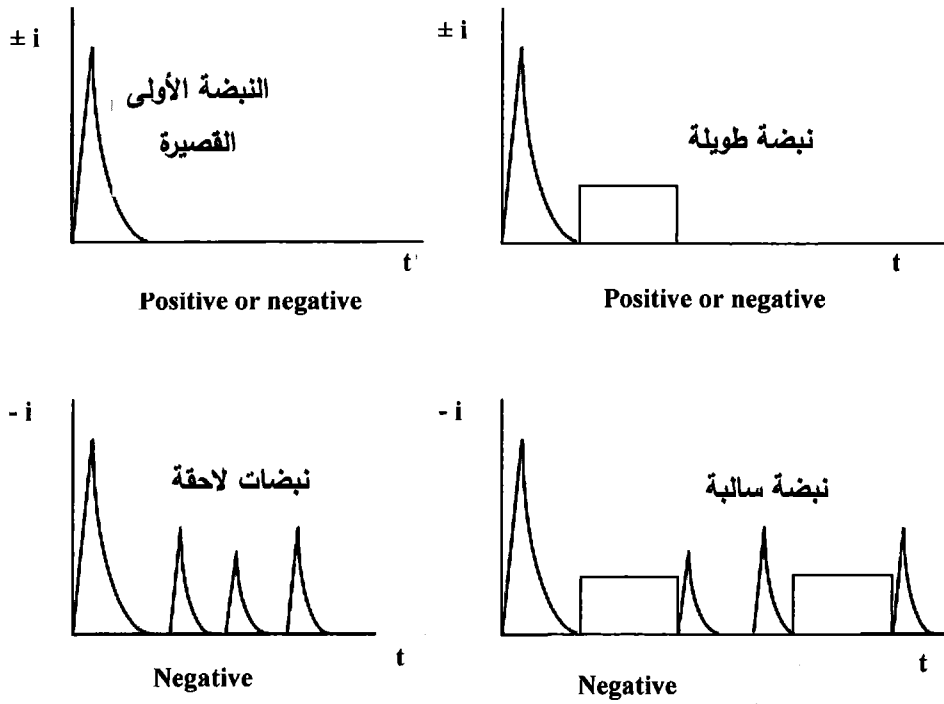 ± i
النبضة الأولى
القصيرة
t
Positive or negative
± i
نبضة طويلة
t
Positive or negative
- i
نبضات لاحقة
t
Negative
- i
نبضة سالبة
t
Negative